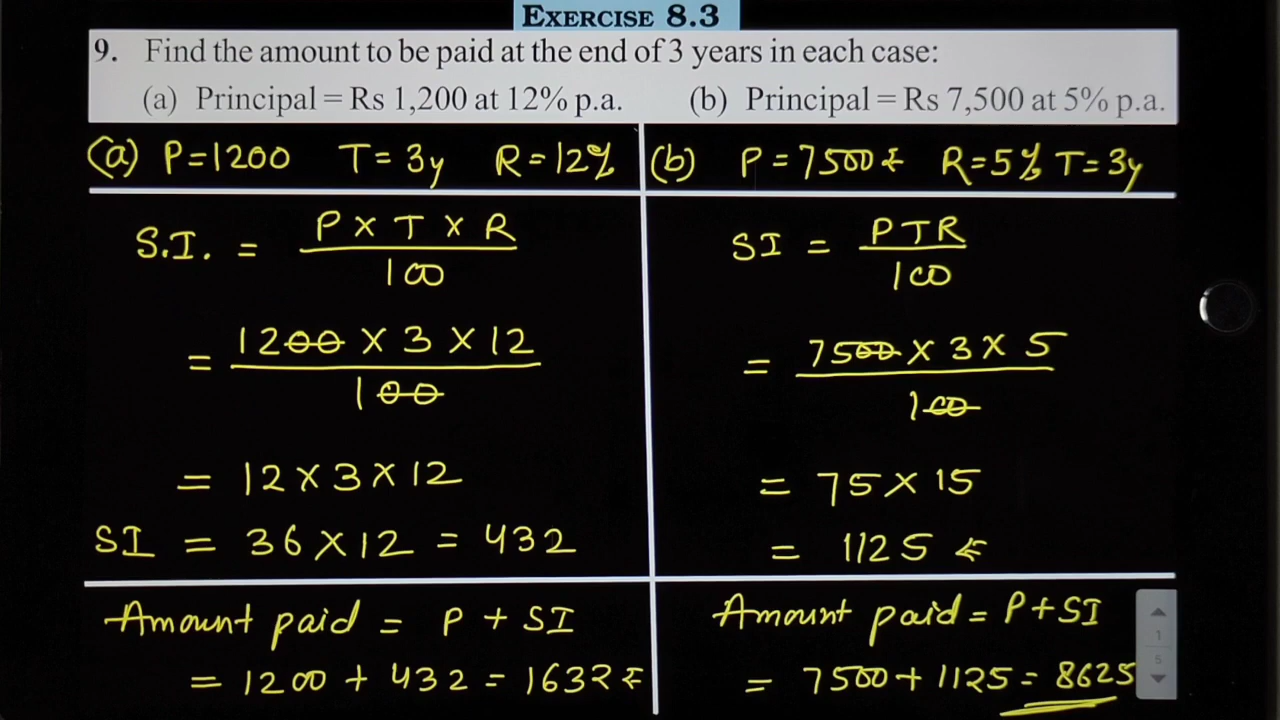 EXERCISE 8.3
9. Find the amount to be paid at the end of 3 years in each case:
(a) Principal = Rs 1,200 at 12% p.a. (b) Principal = Rs 7,500 at 5% p.a.
(a) P=1200 T=3y R=12%
S.I. = P×T×R
100
= 1200×3×12
100
= 12×3×12
SI = 36×12 = 432
Amount paid = P + SI
= 1200 + 432 = 1632₹
(b) P=7500₹ R=5% T=3y
SI = PTR
100
= 7500×3×5
100
= 75×15
= 1125 ₹
Amount paid = P+SI
= 7500+1125 = 8625
1
5